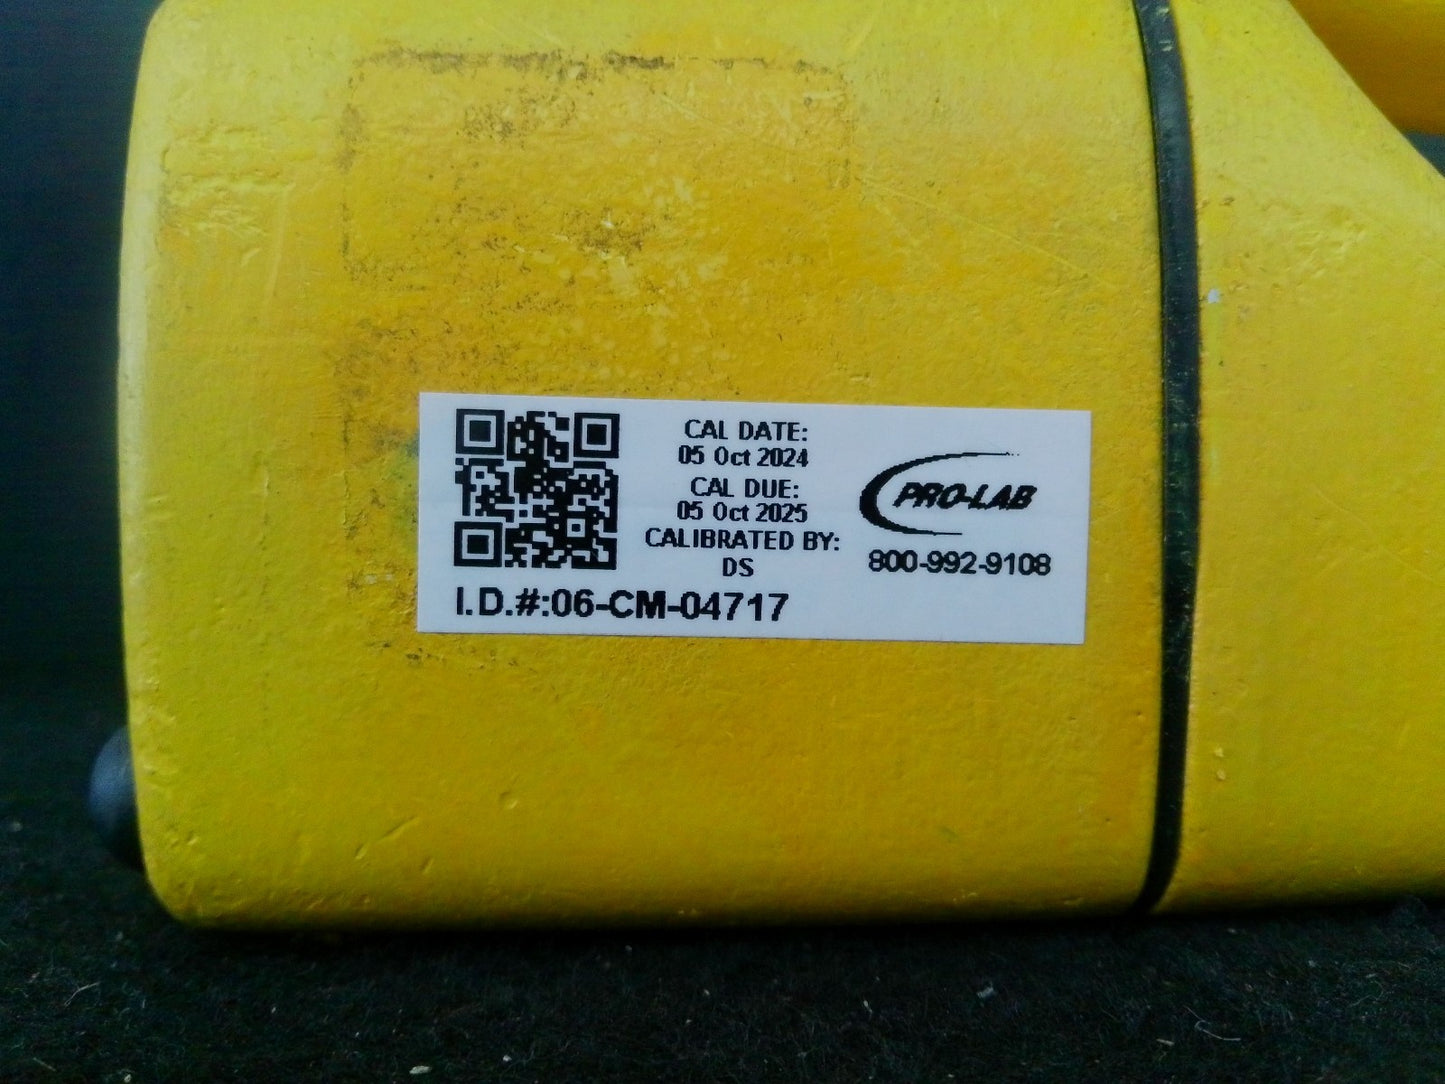 CAL DATE:
05 Oct 2024
CAL DUE:
05 Oct 2025
CALIBRATED BY:
DS
I.D.#:06-CM-04717
PRO-LAB
800-992-9108